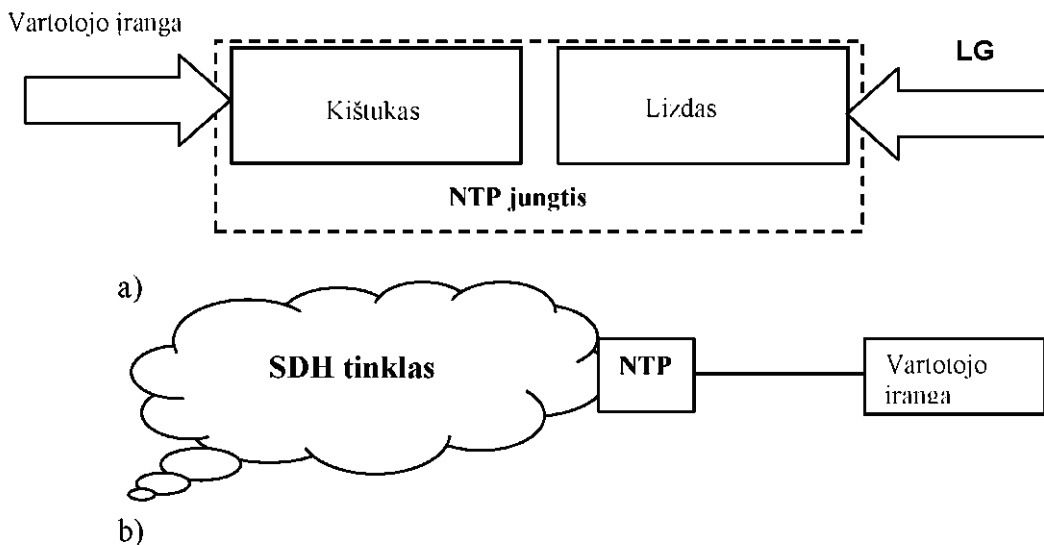 Vartotojo įranga
LG
Kištukas
Lizdas
NTP jungtis
a)
SDH tinklas
NTP
Vartotojo
įranga
b)